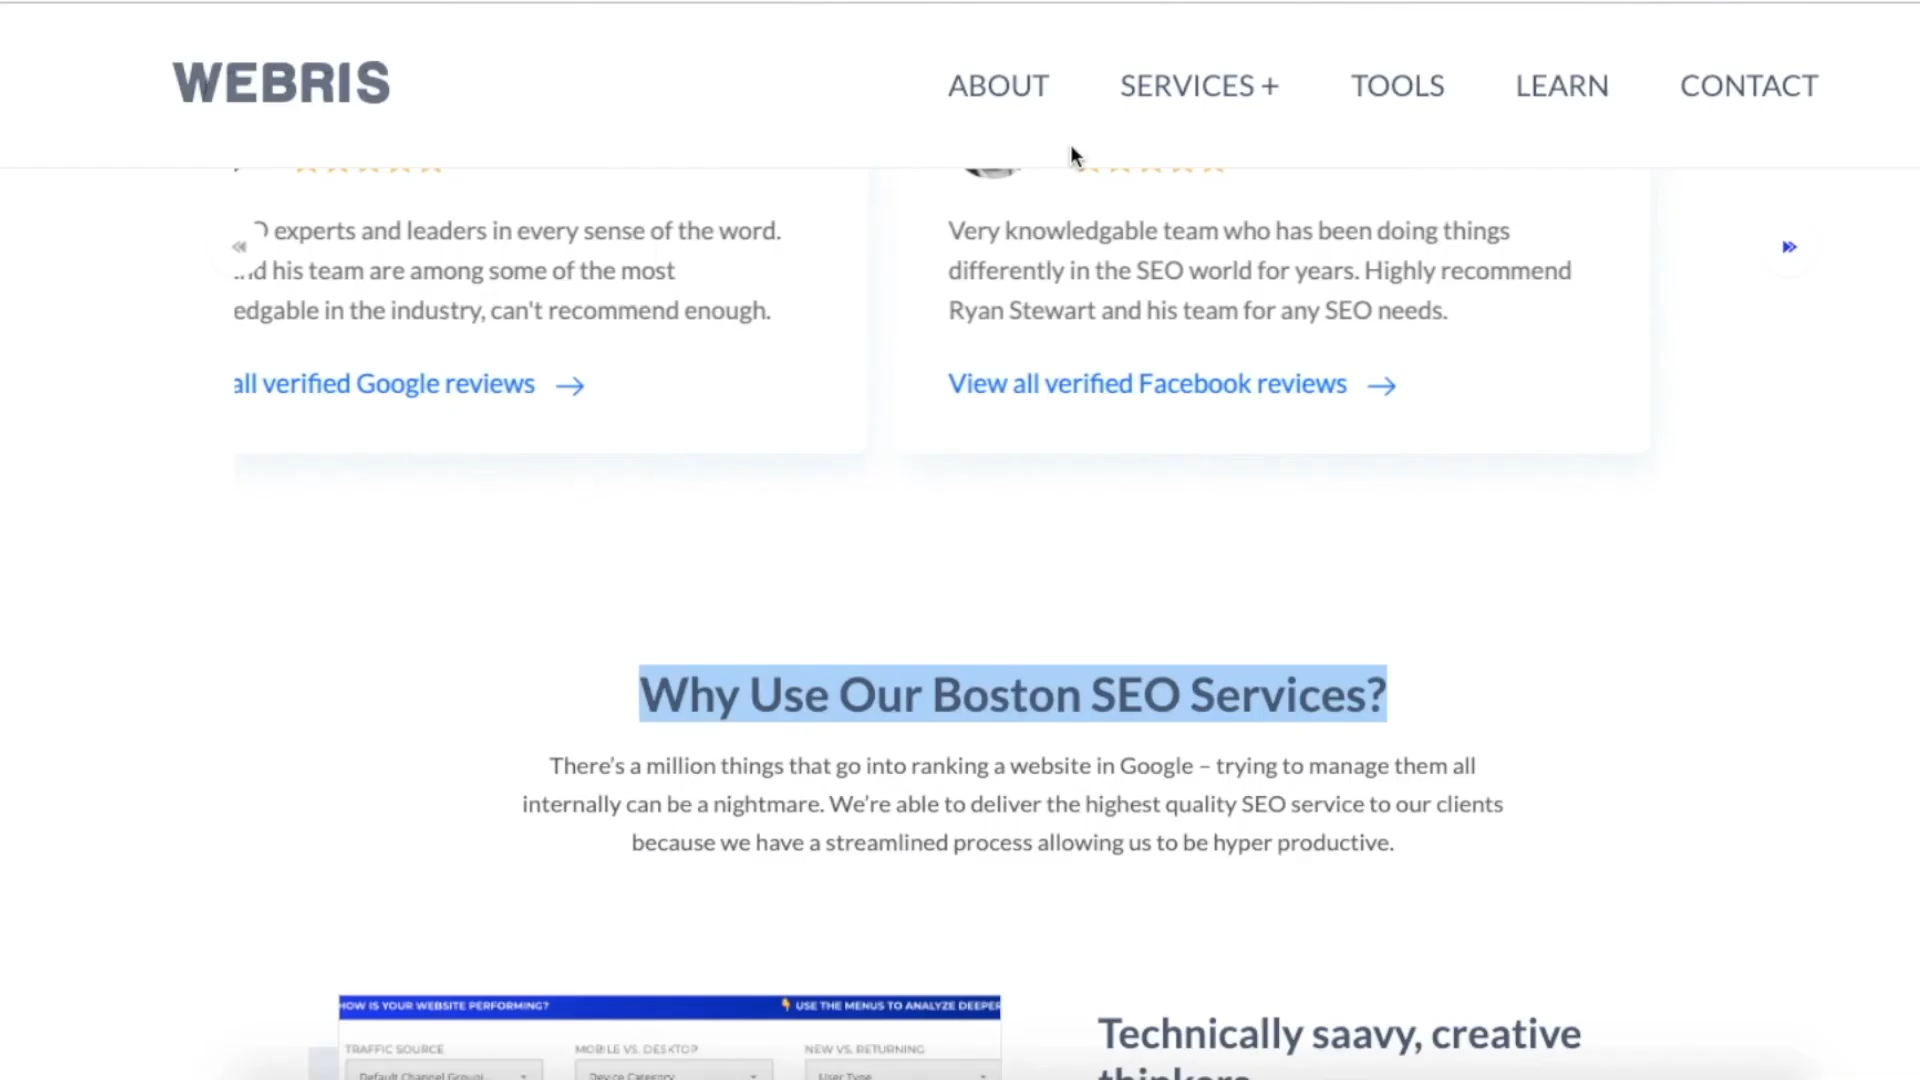 WEBRIS
ABOUT SERVICES + TOOLS LEARN CONTACT
experts and leaders in every sense of the word.
his team are among some of the most
edgable in the industry, can't recommend enough.
all verified Google reviews →
Very knowledgable team who has been doing things
differently in the SEO world for years. Highly recommend
Ryan Stewart and his team for any SEO needs.
View all verified Facebook reviews →
Why Use Our Boston SEO Services?
There's a million things that go into ranking a website in Google – trying to manage them all
internally can be a nightmare. We're able to deliver the highest quality SEO service to our clients
because we have a streamlined process allowing us to be hyper productive.
HOW IS YOUR WEBSITE PERFORMING?
USE THE MENUS TO ANALYZE DEEPER
TRAFFIC SOURCE
MOBILE VS. DESKTOP
NEW VS. RETURNING
Default Channel Groupi...
Device Category
User Type
Technically saavy, creative
thinkers